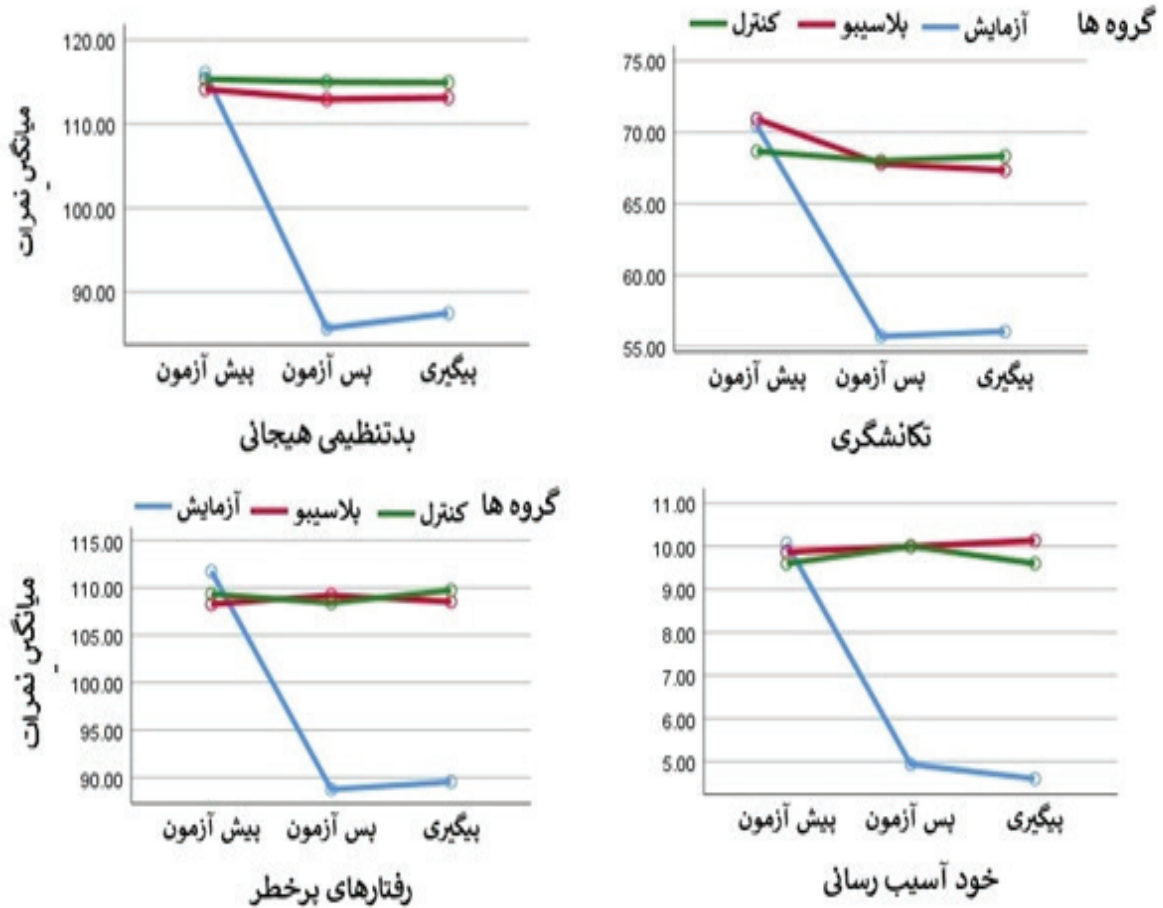 گروه ها آزمایش پلاسیبو کنترل
120.00
110.00
100.00
90.00
میانگین نمرات
پیش آزمون پس آزمون پیگیری
بدتنظیمی هیجانی
75.00
70.00
65.00
60.00
55.00
پیش آزمون پس آزمون پیگیری
تکانشگری
گروه ها کنترل پلاسیبو آزمایش
115.00
110.00
105.00
100.00
95.00
90.00
میانگین نمرات
پیش آزمون پس آزمون پیگیری
رفتارهای پرخطر
11.00
10.00
9.00
8.00
7.00
6.00
5.00
پیش آزمون پس آزمون پیگیری
خود آسیب رسانی